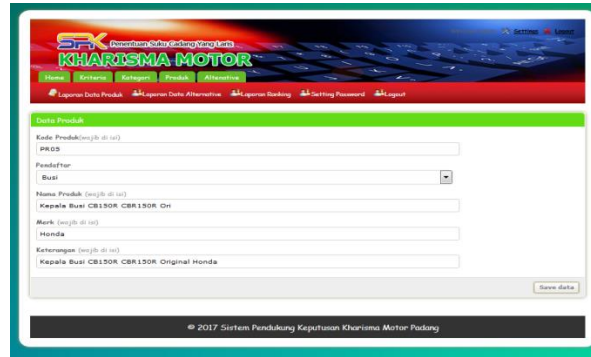 SPK Penentuan Suku Cadang Yang Laris
Settings Logout
KHARISMA MOTOR
Home Kriteria Kategori Produk Alternative
Laporan Data Produk Laporan Data Alternative Laporan Ranking Setting Password Logout
Data Produk
Kode Produk(wajib di isi)
PR05
Pendaftar
Busi
Nama Produk (wajib di isi)
Kepala Busi CB150R CBR150R Ori
Merk (wajib di isi)
Honda
Keterangan (wajib di isi)
Kepala Busi CB150R CBR150R Original Honda
Save data
© 2017 Sistem Pendukung Keputusan Kharisma Motor Padang